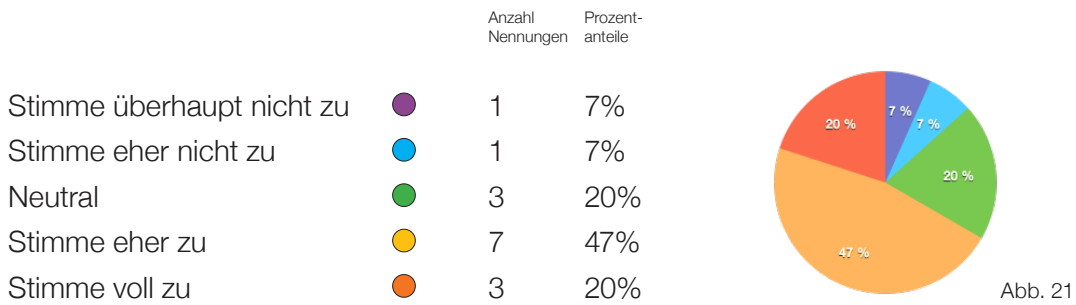 Anzahl Nennungen
Prozent-anteile
Stimme überhaupt nicht zu 1 7%
Stimme eher nicht zu 1 7%
Neutral 3 20%
Stimme eher zu 7 47%
Stimme voll zu 3 20%
7 %
7 %
20 %
20 %
47 %
Abb. 21